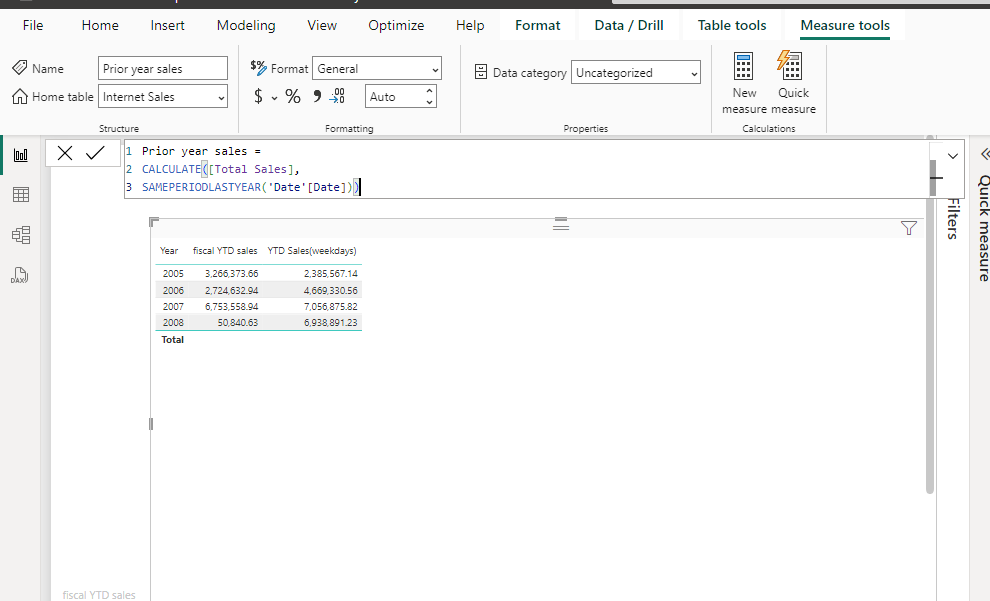 File Home Insert Modeling View Optimize Help Format Data / Drill Table tools Measure tools
Name Prior year sales
Home table Internet Sales
Structure
$% Format General
$ % Auto
Formatting
Data category Uncategorized
Properties
New measure
Quick measure
Calculations
1 Prior year sales =
2 CALCULATE([Total Sales],
3 SAMEPERIODLASTYEAR('Date'[Date]))
Year fiscal YTD sales YTD Sales(weekdays)
2005 3,266,373.66 2,385,567.14
2006 2,724,632.94 4,669,330.56
2007 6,753,558.94 7,056,875.82
2008 50,840.63 6,938,891.23
Total
Filters
Quick measure
DAX
fiscal YTD sales